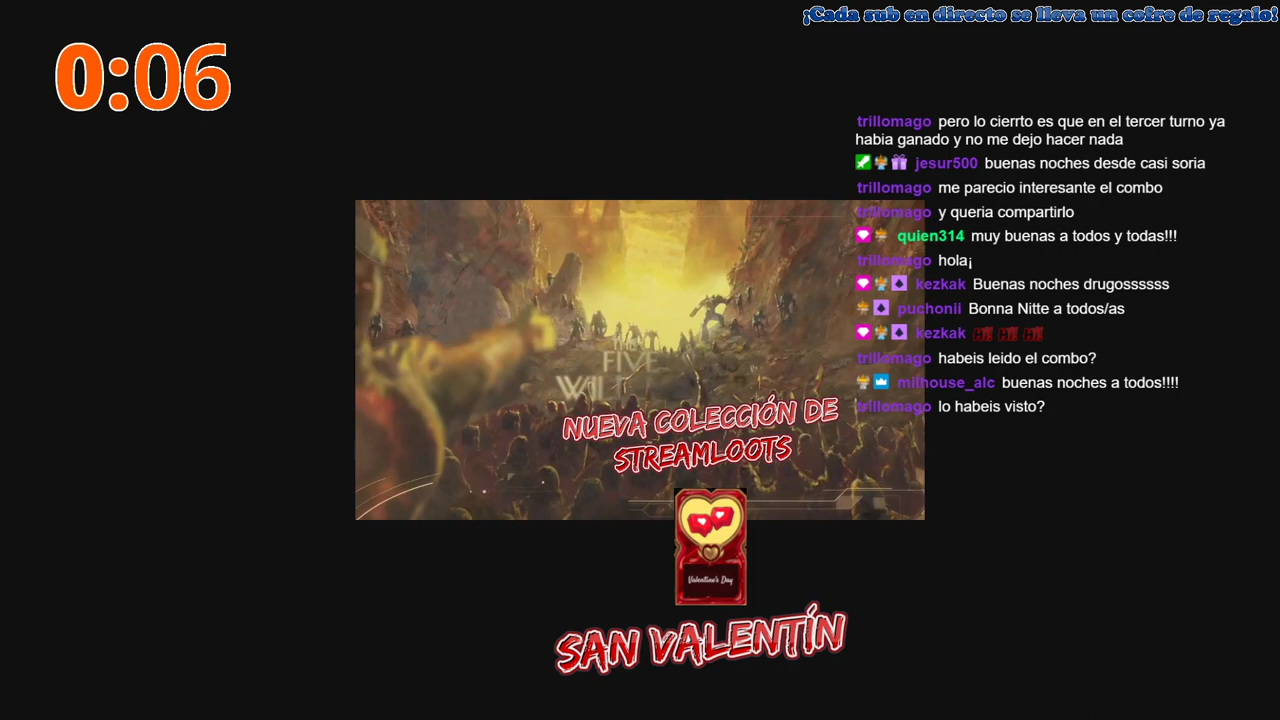 ¡Cada sub en directo se lleva un cofre de regalo!
0:06
trillomago pero lo cierrto es que en el tercer turno ya
habia ganado y no me dejo hacer nada
jesur500 buenas noches desde casi soria
trillomago me parecio interesante el combo
trillomago y queria compartirlo
quien314 muy buenas a todos y todas!!!
trillomago hola¡
kezkak Buenas noches drugossssss
puchonii Bonna Nitte a todos/as
kezkak
trillomago habeis leido el combo?
milhouse_alc buenas noches a todos!!!!
trillomago lo habeis visto?
FIVE
NUEVA COLECCIÓN DE
STREAMLOOTS
Valentine's Day
SAN VALENTÍN